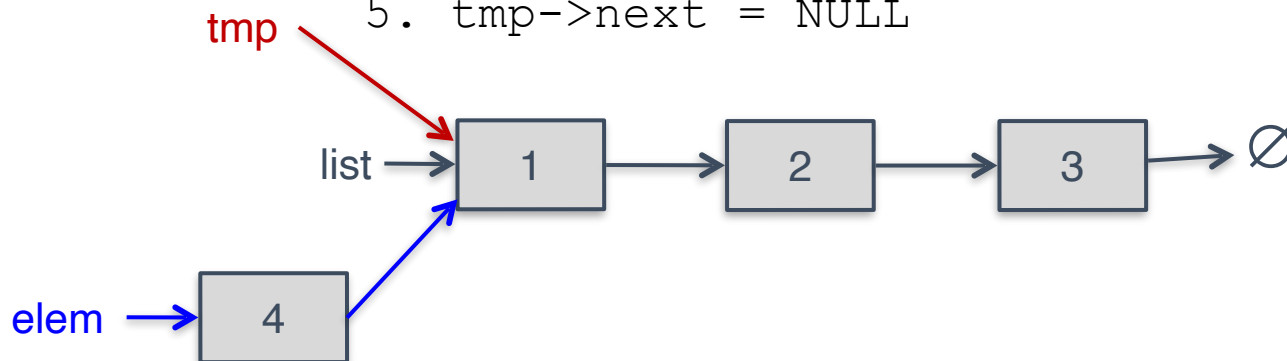 5. tmp->next = NULL
tmp
list 1 2 3 ∅
elem 4